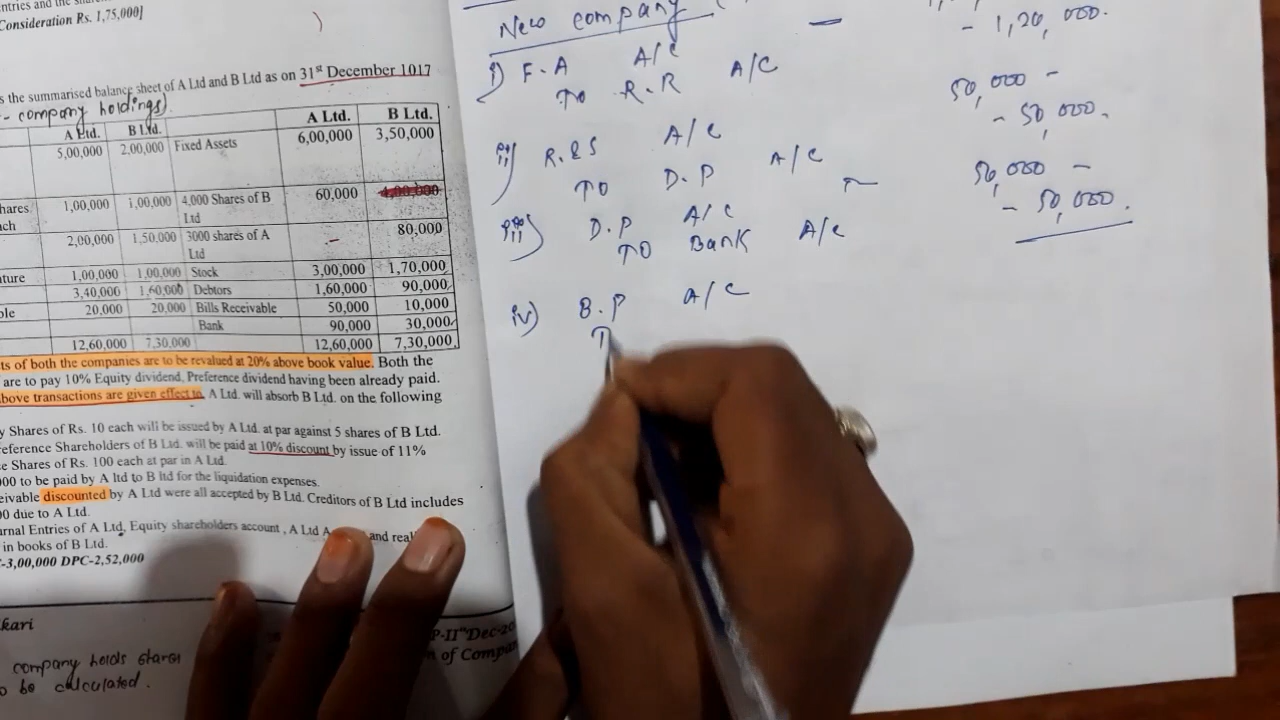 ntries and the
Consideration Rs. 1,75,000]
s the summarised balance sheet of A Ltd and B Ltd as on 31st December 1017
- company holdings).
A Ltd. B Ltd. A Ltd. B Ltd.
5,00,000 2,00,000 Fixed Assets 6,00,000 3,50,000
hares 1,00,000 1,00,000 4,000 Shares of B 60,000
ch Ltd
2,00,000 1,50,000 3000 shares of A - 80,000
Ltd
ture 1,00,000 1,00,000 Stock 3,00,000 1,70,000
3,40,000 1,60,000 Debtors 1,60,000 90,000
ble 20,000 20,000 Bills Receivable 50,000 10,000
Bank 90,000 30,000
12,60,000 7,30,000 12,60,000 7,30,000
ts of both the companies are to be revalued at 20% above book value. Both the
are to pay 10% Equity dividend, Preference dividend having been already paid.
bove transactions are given effect to, A Ltd. will absorb B Ltd. on the following
y Shares of Rs. 10 each will be issued by A Ltd. at par against 5 shares of B Ltd.
reference Shareholders of B Ltd. will be paid at 10% discount by issue of 11%
e Shares of Rs. 100 each at par in A Ltd.
000 to be paid by A ltd to B ltd for the liquidation expenses.
eivable discounted by A Ltd were all accepted by B Ltd. Creditors of B Ltd includes
00 due to A Ltd.
urnal Entries of A Ltd, Equity shareholders account, A Ltd A and real
in books of B Ltd.
-3,00,000 DPC-2,52,000
kari
P-II" Dec-20
n of Compan
company holds shares
o be calculated.
New company
- 1,20,000.
i) F.A A/C
TO R.R A/C
50,000 -
- 50,000.
ii) R.&S A/C
TO D.P A/C
50,000 -
- 50,000.
iii) D.P A/C
TO Bank A/C
iv) B.P A/C
T